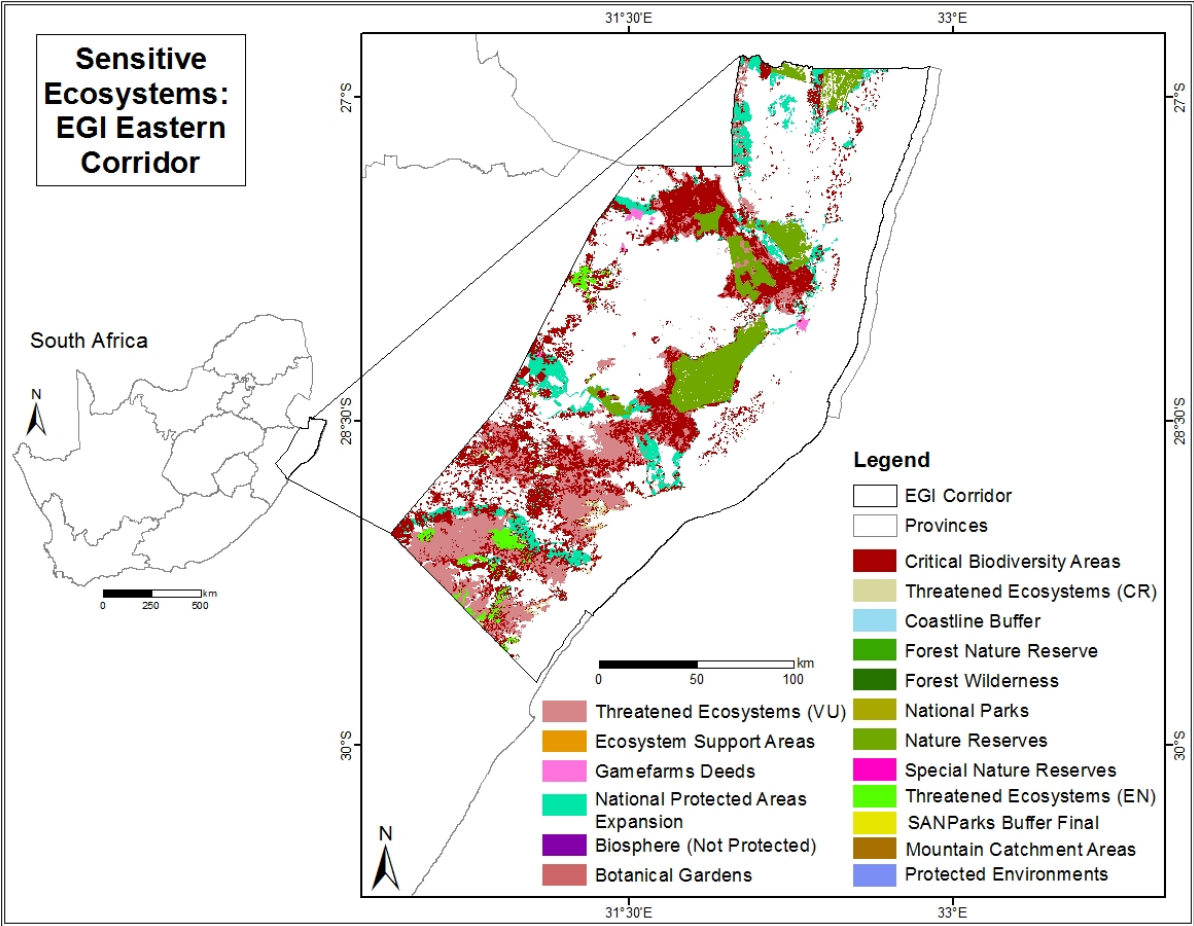 Sensitive
Ecosystems:
EGI Eastern
Corridor
31°30'E
33°E
27°S
27°S
South Africa
N
28°30'S
28°30'S
0 250 500 km
Legend
EGI Corridor
Provinces
Critical Biodiversity Areas
Threatened Ecosystems (CR)
Coastline Buffer
Forest Nature Reserve
Forest Wilderness
National Parks
Nature Reserves
Special Nature Reserves
Threatened Ecosystems (EN)
SANParks Buffer Final
Mountain Catchment Areas
Protected Environments
km
0 50 100
Threatened Ecosystems (VU)
Ecosystem Support Areas
Gamefarms Deeds
National Protected Areas
Expansion
Biosphere (Not Protected)
Botanical Gardens
30°S
30°S
N
31°30'E
33°E